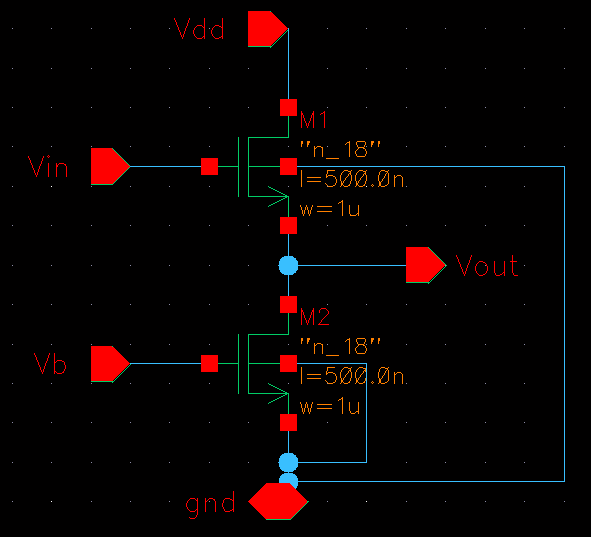 Vdd
M1
"n_18"
l=500.0n
w=1u
Vin
Vout
M2
"n_18"
l=500.0n
w=1u
Vb
gnd